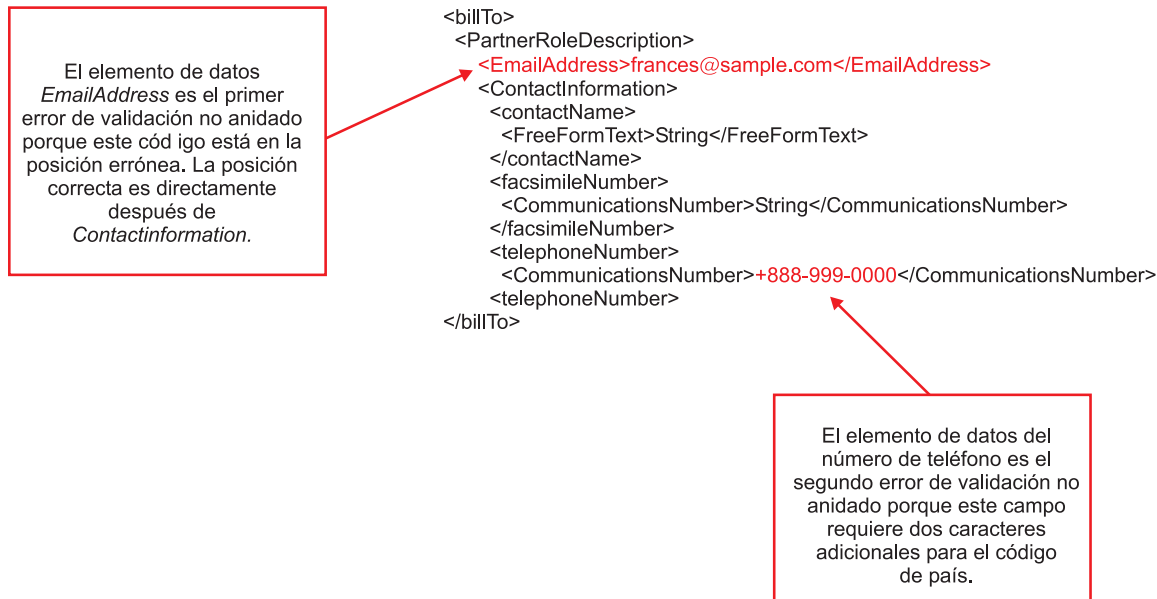 El elemento de datos
EmailAddress es el primer
error de validación no anidado
porque este cód igo está en la
posición errónea. La posición
correcta es directamente
después de
Contactinformation.
<billTo>
<PartnerRoleDescription>
<EmailAddress>frances@sample.com</EmailAddress>
<ContactInformation>
<contactName>
<FreeFormText>String</FreeFormText>
</contactName>
<facsimileNumber>
<CommunicationsNumber>String</CommunicationsNumber>
</facsimileNumber>
<telephoneNumber>
<CommunicationsNumber>+888-999-0000</CommunicationsNumber>
<telephoneNumber>
</billTo>
El elemento de datos del
número de teléfono es el
segundo error de validación no
anidado porque este campo
requiere dos caracteres
adicionales para el código
de país.